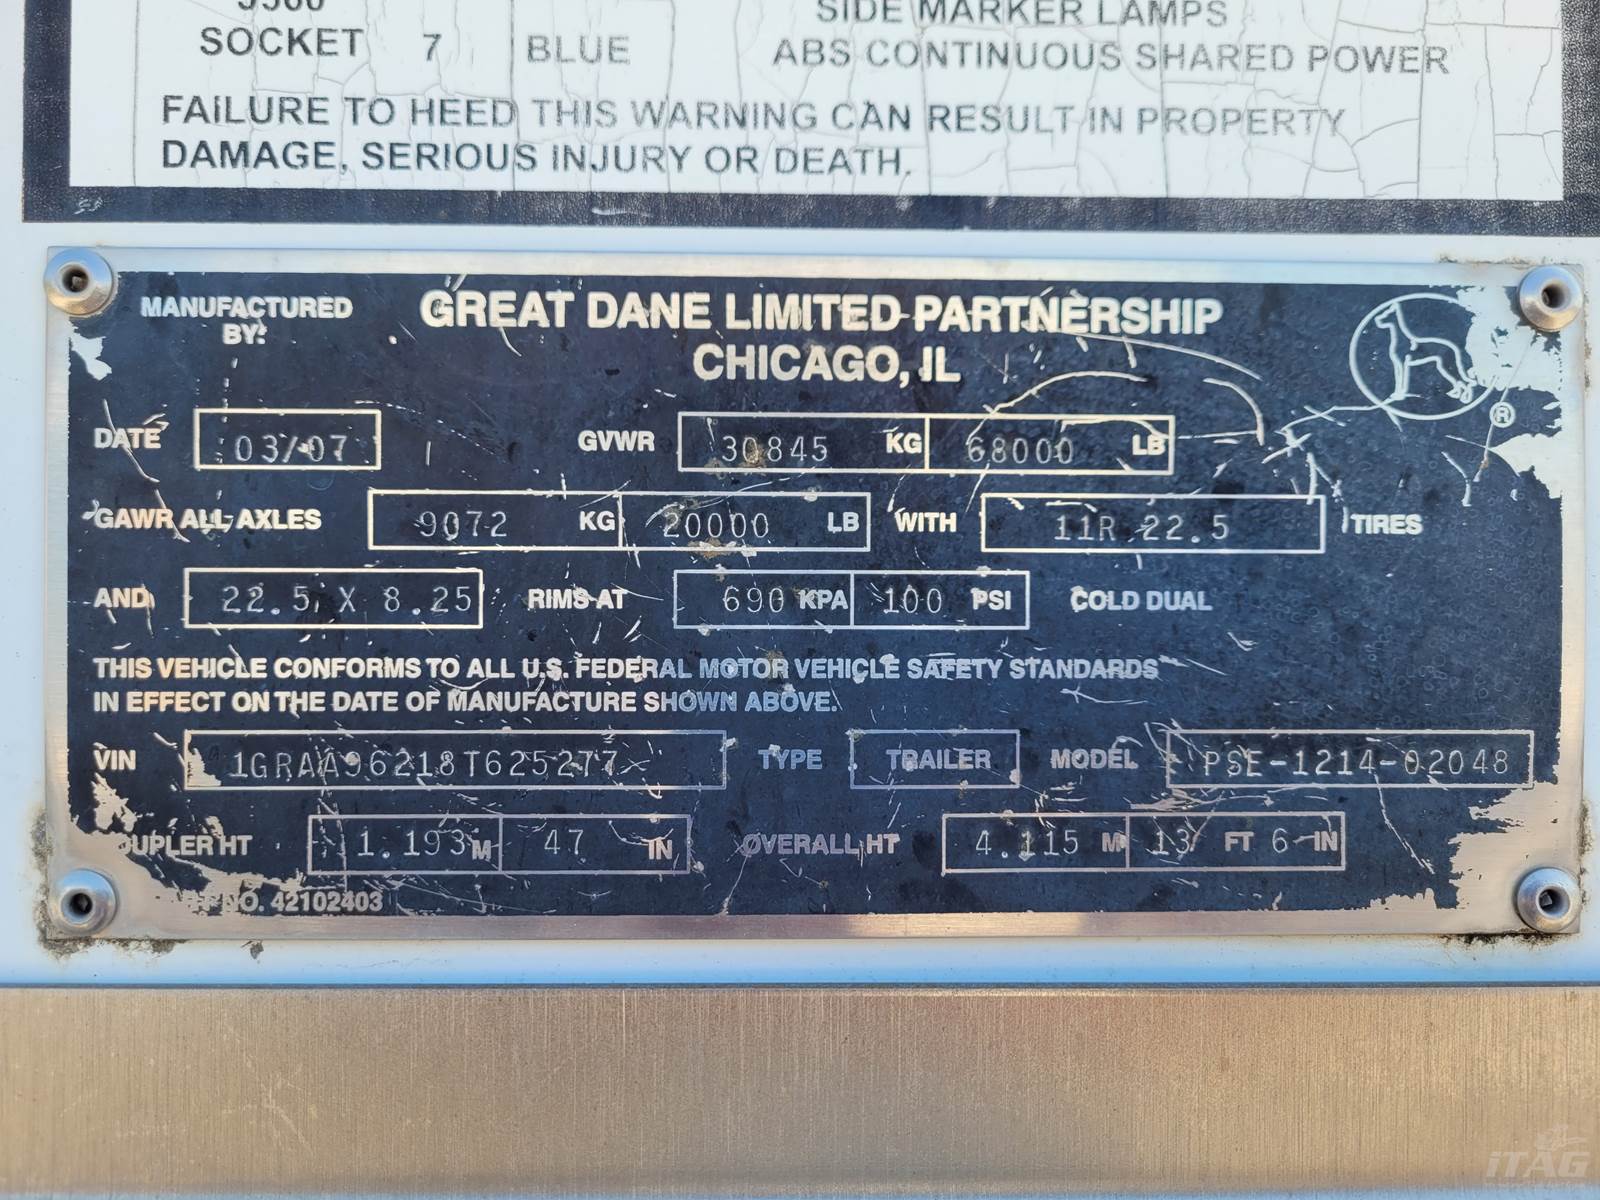 SOCKET 7 BLUE ABS CONTINUOUS SHARED POWER
SIDE MARKER LAMPS
FAILURE TO HEED THIS WARNING CAN RESULT IN PROPERTY
DAMAGE, SERIOUS INJURY OR DEATH.
MANUFACTURED BY: GREAT DANE LIMITED PARTNERSHIP
CHICAGO, IL
®
DATE 03/07 GVWR 30845 KG 68000 LB
GAWR ALL AXLES 9072 KG 20000 LB WITH 11R 22.5 TIRES
AND 22.5 X 8.25 RIMS AT 690 KPA 100 PSI COLD DUAL
THIS VEHICLE CONFORMS TO ALL U.S. FEDERAL MOTOR VEHICLE SAFETY STANDARDS
IN EFFECT ON THE DATE OF MANUFACTURE SHOWN ABOVE.
VIN 1GRAA96218T625277 TYPE TRAILER MODEL PSE-1214-02048
OUPLER HT 1.193 M 47 IN OVERALL HT 4.115 M 13 FT 6 IN
NO. 42102403
iTAG